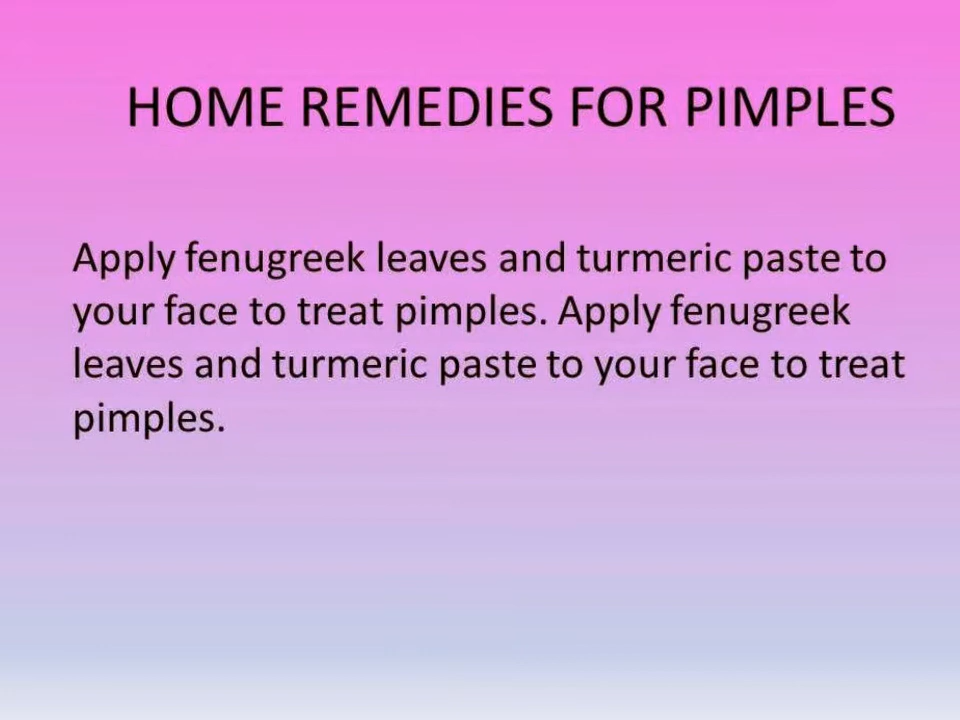 HOME REMEDIES FOR PIMPLES
Apply fenugreek leaves and turmeric paste to
your face to treat pimples. Apply fenugreek
leaves and turmeric paste to your face to treat
pimples.